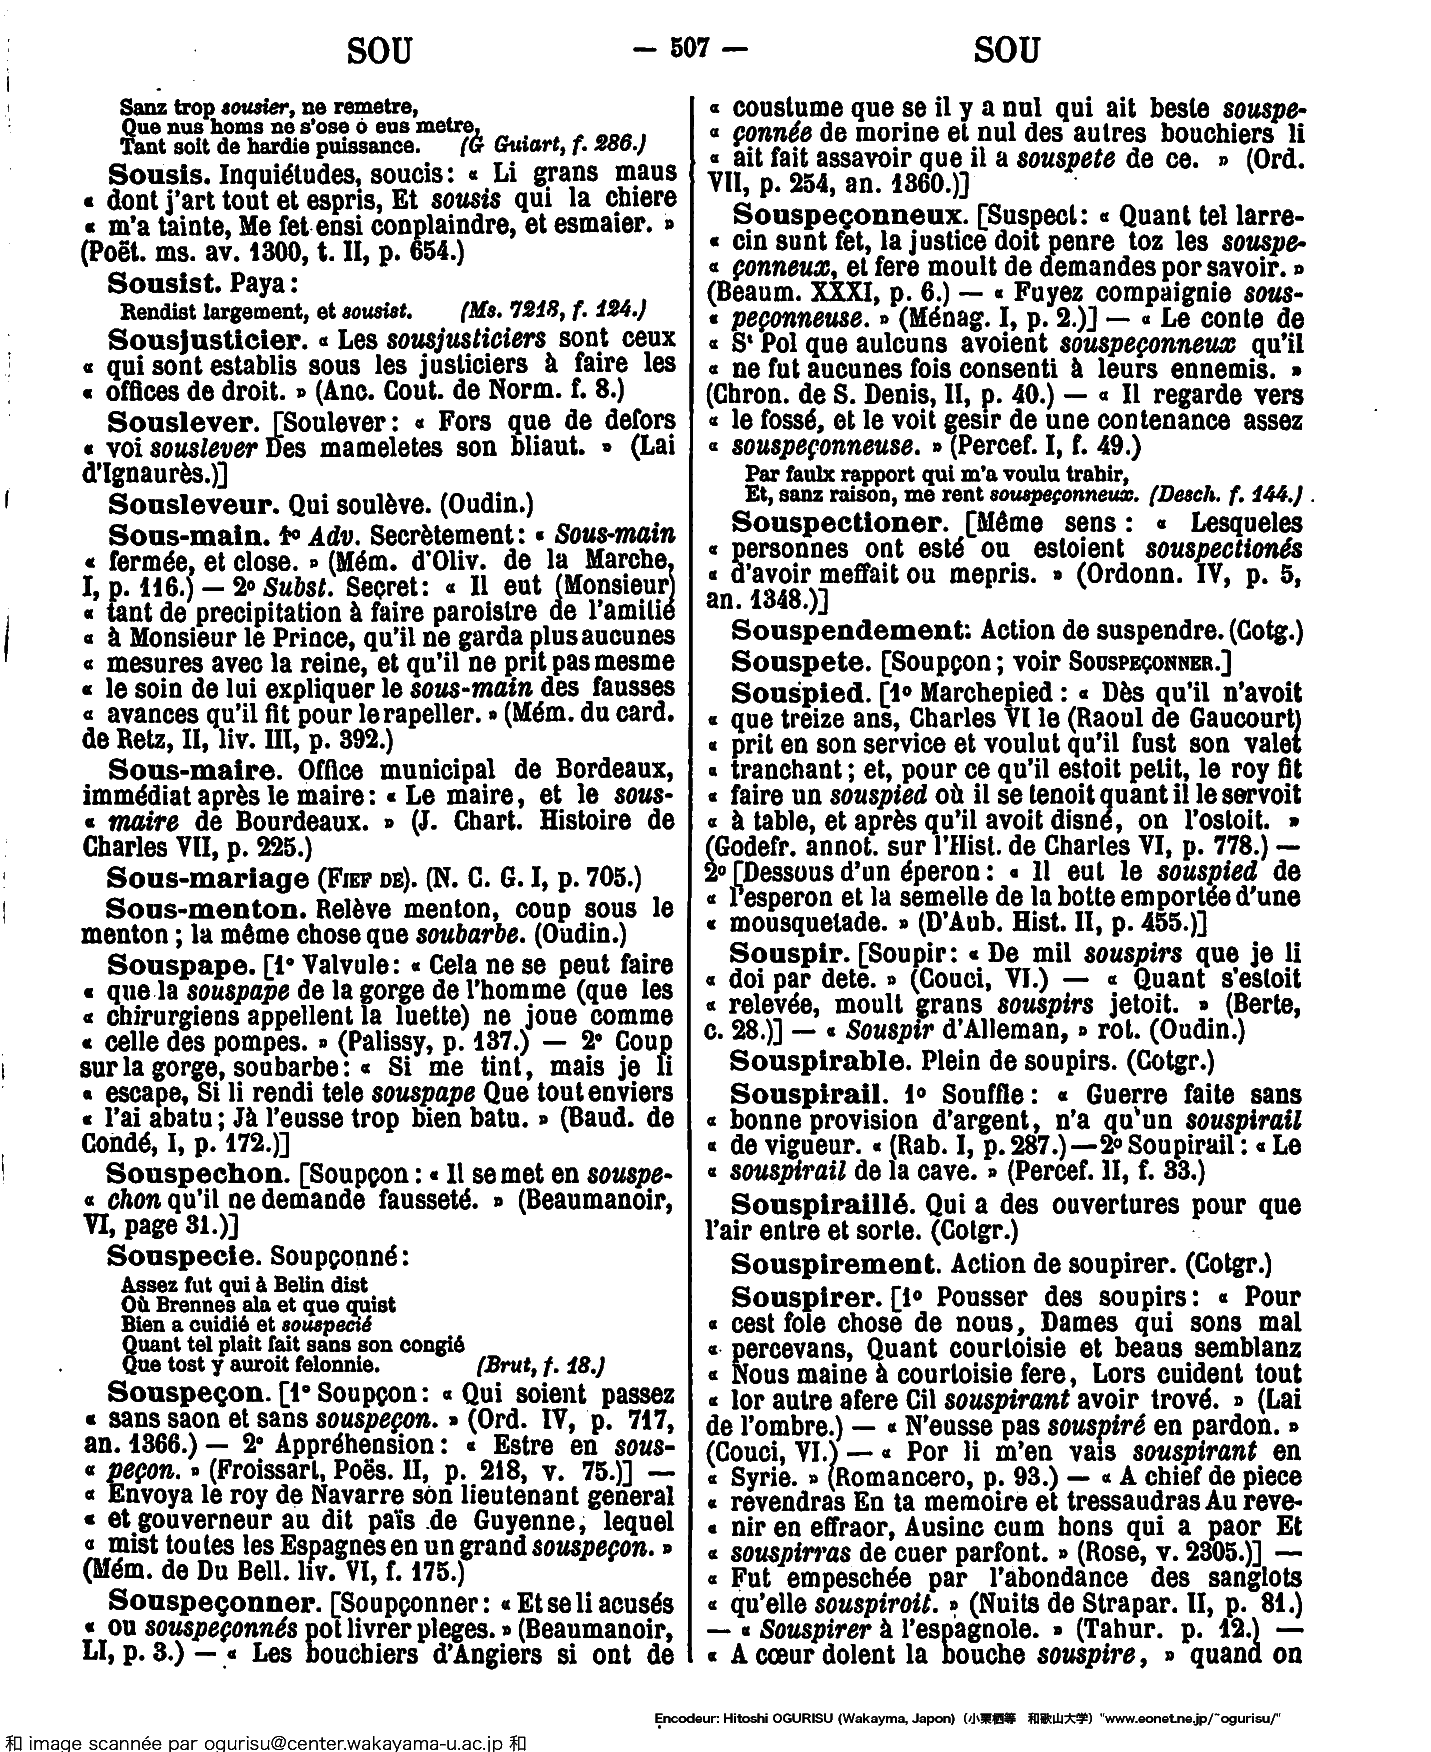 SOU — 507 — SOU
Sanz trop sousier, ne remetre,
Que nus homs ne s'ose o eus metre,
Tant soit de hardie puissance. (G Guiart, f. 286.)
Sousis. Inquiétudes, soucis : « Li grans maus
« dont j'art tout et espris, Et sousis qui la chiere
« m'a tainte, Me fet ensi conplaindre, et esmaier. »
(Poët. ms. av. 1300, t. II, p. 654.)
Sousist. Paya :
Rendist largement, et sousist. (Ms. 7218, f. 124.)
Sousjusticier. « Les sousjusticiers sont ceux
« qui sont establis sous les justiciers à faire les
« offices de droit. » (Anc. Cout. de Norm. f. 8.)
Souslever. [Soulever : « Fors que de defors
« voi souslever Des mameletes son bliaut. » (Lai
d'Ignaurès.)]
Sousleveur. Qui soulève. (Oudin.)
Sous-main. 1º Adv. Secrètement : « Sous-main
« fermée, et close. » (Mém. d'Oliv. de la Marche,
I, p. 116.) — 2º Subst. Secret : « Il eut (Monsieur)
« tant de precipitation à faire paroistre de l'amitié
« à Monsieur le Prince, qu'il ne garda plus aucunes
« mesures avec la reine, et qu'il ne prit pas mesme
« le soin de lui expliquer le sous-main des fausses
« avances qu'il fit pour le rapeller. » (Mém. du card.
de Retz, II, liv. III, p. 392.)
Sous-maire. Office municipal de Bordeaux,
immédiat après le maire : « Le maire, et le sous-
« maire de Bourdeaux. » (J. Chart. Histoire de
Charles VII, p. 225.)
Sous-mariage (FIEF DE). (N. C. G. I, p. 705.)
Sous-menton. Relève menton, coup sous le
menton ; la même chose que soubarbe. (Oudin.)
Souspape. [1º Valvule : « Cela ne se peut faire
« que la souspape de la gorge de l'homme (que les
« chirurgiens appellent la luette) ne joue comme
« celle des pompes. » (Palissy, p. 137.) — 2º Coup
sur la gorge, soubarbe : « Si me tint, mais je li
« escape, Si li rendi tele souspape Que tout enviers
« l'ai abatu ; Jà l'eusse trop bien batu. » (Baud. de
Condé, I, p. 172.)]
Souspechon. [Soupçon : « Il se met en souspe-
« chon qu'il ne demande fausseté. » (Beaumanoir,
VI, page 31.)]
Souspecie. Soupçonné :
Assez fut qui à Belin dist
Où Brennes ala et que quist
Bien a cuidié et souspecié
Quant tel plait fait sans son congié
Que tost y auroit felonnie. (Brut, f. 18.)
Souspeçon. [1º Soupçon : « Qui soient passez
« sans saon et sans souspeçon. » (Ord. IV, p. 717,
an. 1366.) — 2º Appréhension : « Estre en sous-
« peçon. » (Froissart, Poës. II, p. 218, v. 75.)] —
« Envoya le roy de Navarre son lieutenant general
« et gouverneur au dit païs de Guyenne, lequel
« mist toutes les Espagnes en un grand souspeçon. »
(Mém. de Du Bell. liv. VI, f. 175.)
Souspeçonner. [Soupçonner : « Et se li acusés
« ou souspeçonnés pot livrer pleges. » (Beaumanoir,
LI, p. 3.) — « Les bouchiers d'Angiers si ont de
« coustume que se il y a nul qui ait beste souspe-
« çonnée de morine et nul des autres bouchiers li
« ait fait assavoir que il a souspete de ce. » (Ord.
VII, p. 254, an. 1360.)]
Souspeçonneux. [Suspect : « Quant tel larre-
« cin sunt fet, la justice doit penre toz les souspe-
« çonneux, et fere moult de demandes por savoir. »
(Beaum. XXXI, p. 6.) — « Fuyez compaignie sous-
« peçonneuse. » (Ménag. I, p. 2.)] — « Le conte de
« St Pol que aulcuns avoient souspeçonneux qu'il
« ne fut aucunes fois consenti à leurs ennemis. »
(Chron. de S. Denis, II, p. 40.) — « Il regarde vers
« le fossé, et le voit gesir de une contenance assez
« souspeçonneuse. » (Percef. I, f. 49.)
Par faulx rapport qui m'a voulu trahir,
Et, sanz raison, me rent souspeçonneux. (Desch. f. 144.)
Souspectioner. [Même sens : « Lesqueles
« personnes ont esté ou estoient souspectionés
« d'avoir meffait ou mepris. » (Ordonn. IV, p. 5,
an. 1348.)]
Souspendement: Action de suspendre. (Cotg.)
Souspete. [Soupçon ; voir SOUSPEÇONNER.]
Souspied. [1º Marchepied : « Dès qu'il n'avoit
« que treize ans, Charles VI le (Raoul de Gaucourt)
« prit en son service et voulut qu'il fust son valet
« tranchant ; et, pour ce qu'il estoit petit, le roy fit
« faire un souspied où il se tenoit quant il le servoit
« à table, et après qu'il avoit disné, on l'ostoit. »
(Godefr. annot. sur l'Hist. de Charles VI, p. 778.) —
2º [Dessous d'un éperon : « Il eut le souspied de
« l'esperon et la semelle de la botte emportée d'une
« mousquetade. » (D'Aub. Hist. II, p. 455.)]
Souspir. [Soupir : « De mil souspirs que je li
« doi par dete. » (Couci, VI.) — « Quant s'estoit
« relevée, moult grans souspirs jetoit. » (Berte,
c. 28.)] — « Souspir d'Alleman, » rot. (Oudin.)
Souspirable. Plein de soupirs. (Cotgr.)
Souspirail. 1º Souffle : « Guerre faite sans
« bonne provision d'argent, n'a qu'un souspirail
« de vigueur. « (Rab. I, p. 287.) — 2º Soupirail : « Le
« souspirail de la cave. » (Percef. II, f. 33.)
Souspiraillé. Qui a des ouvertures pour que
l'air entre et sorte. (Cotgr.)
Souspirement. Action de soupirer. (Cotgr.)
Souspirer. [1º Pousser des soupirs : « Pour
« cest fole chose de nous, Dames qui sons mal
« percevans, Quant courtoisie et beaus semblanz
« Nous maine à courtoisie fere, Lors cuident tout
« lor autre afere Cil souspirant avoir trové. » (Lai
de l'ombre.) — « N'eusse pas souspiré en pardon. »
(Couci, VI.) — « Por li m'en vais souspirant en
« Syrie. » (Romancero, p. 93.) — « A chief de piece
« revendras En ta memoire et tressaudras Au reve-
« nir en effraor, Ausinc cum hons qui a paor Et
« souspirras de cuer parfont. » (Rose, v. 2305.)] —
« Fut empeschée par l'abondance des sanglots
« qu'elle souspiroit. » (Nuits de Strapar. II, p. 81.)
— « Souspirer à l'espagnole. » (Tahur. p. 12.) —
« A cœur dolent la bouche souspire, » quand on
Encodeur: Hitoshi OGURISU (Wakayma, Japon) (小栗栖等 和歌山大学) "www.eonet.ne.jp/~ogurisu/"
和 image scannée par ogurisu@center.wakayama-u.ac.jp 和